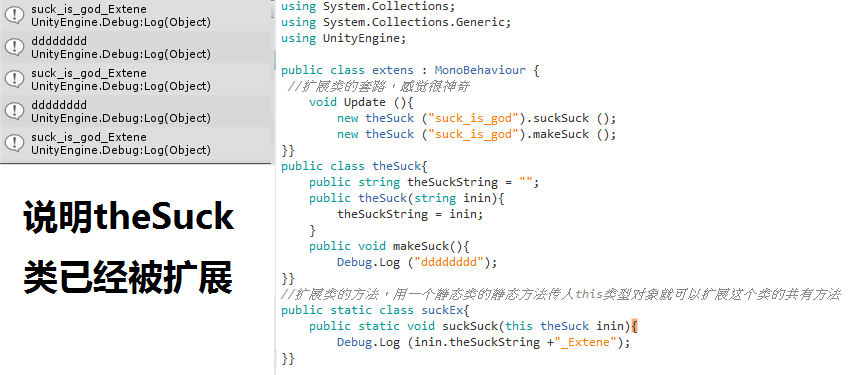 suck_is_god_Extene
UnityEngine.Debug:Log(Object)
dddddddd
UnityEngine.Debug:Log(Object)
suck_is_god_Extene
UnityEngine.Debug:Log(Object)
dddddddd
UnityEngine.Debug:Log(Object)
suck_is_god_Extene
UnityEngine.Debug:Log(Object)
说明theSuck
类已经被扩展
using System.Collections;
using System.Collections.Generic;
using UnityEngine;
public class extens : MonoBehaviour {
//扩展类的套路，感觉很神奇
void Update (){
new theSuck ("suck_is_god").suckSuck ();
new theSuck ("suck_is_god").makeSuck ();
}}
public class theSuck{
public string theSuckString = "";
public theSuck(string inin){
theSuckString = inin;
}
public void makeSuck(){
Debug.Log ("dddddddd");
}}
//扩展类的方法，用一个静态类的静态方法传人this类型对象就可以扩展这个类的共有方法
public static class suckEx{
public static void suckSuck(this theSuck inin){
Debug.Log (inin.theSuckString +"_Extene");
}}